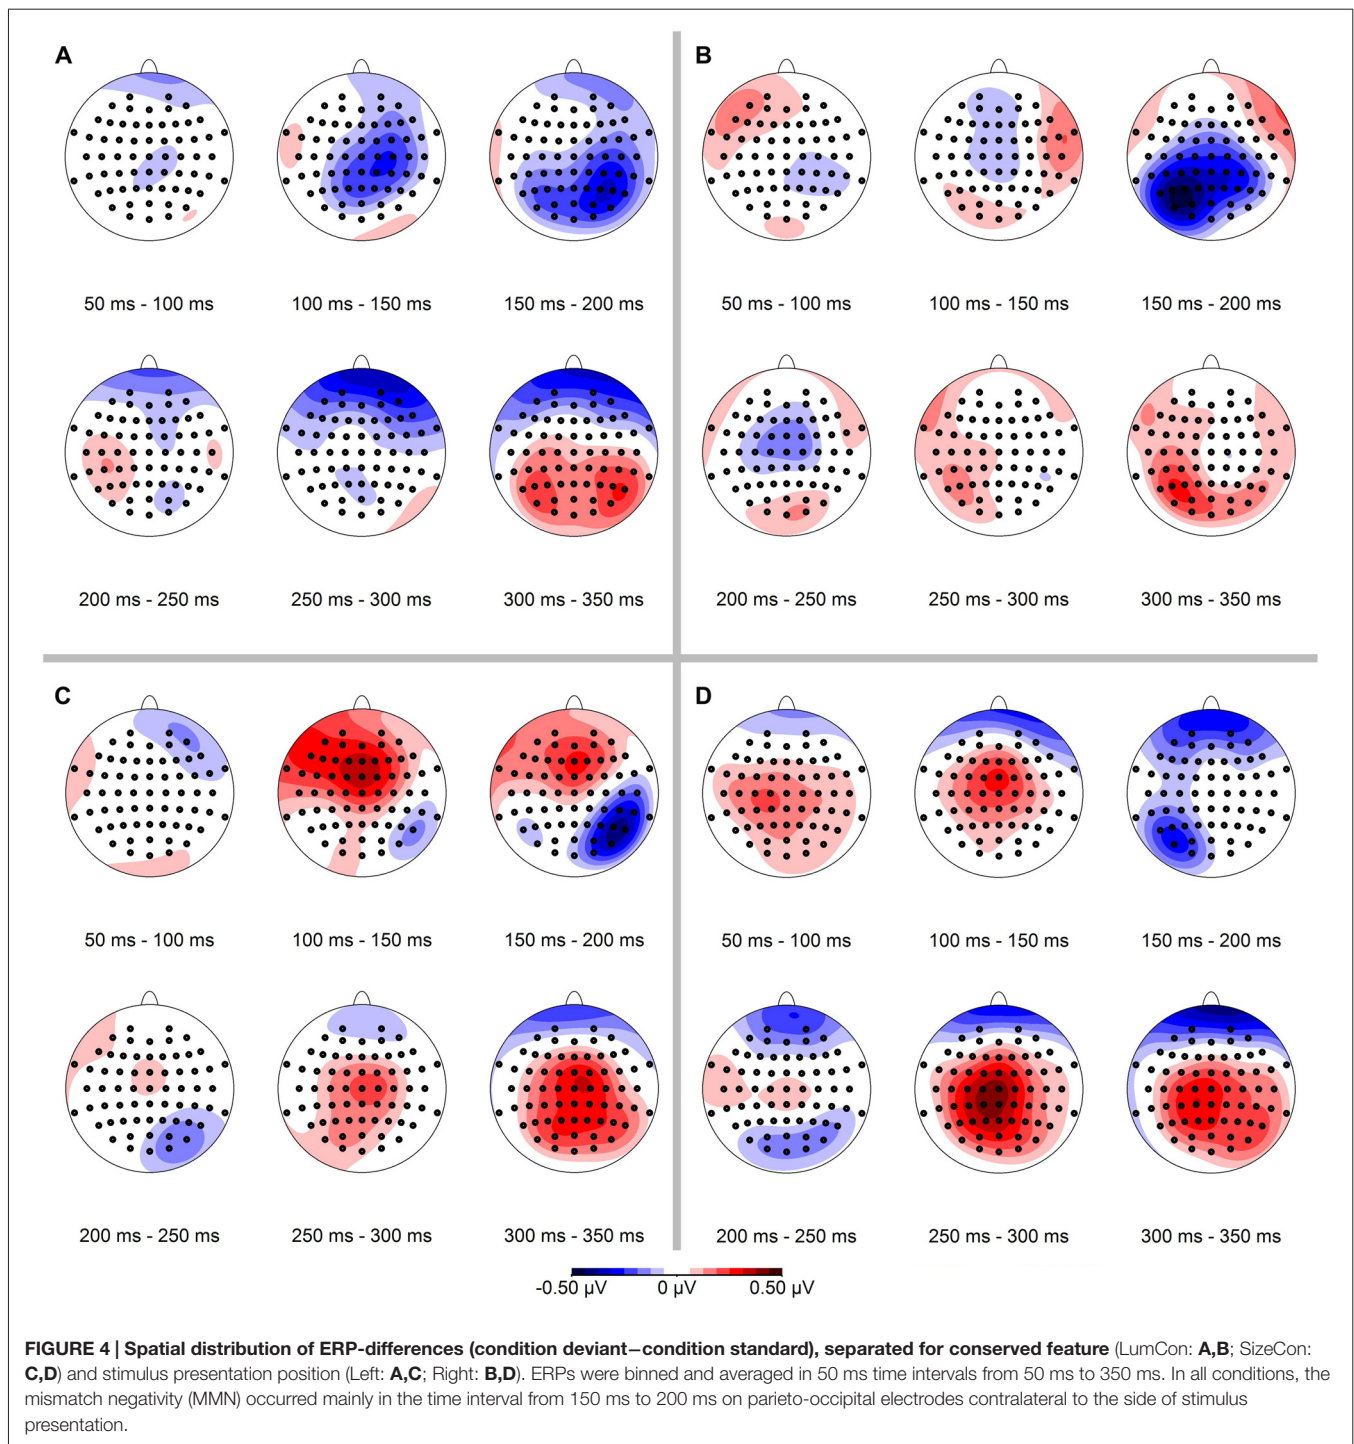 A
B
50 ms - 100 ms
100 ms - 150 ms
150 ms - 200 ms
50 ms - 100 ms
100 ms - 150 ms
150 ms - 200 ms
200 ms - 250 ms
250 ms - 300 ms
300 ms - 350 ms
200 ms - 250 ms
250 ms - 300 ms
300 ms - 350 ms
C
D
50 ms - 100 ms
100 ms - 150 ms
150 ms - 200 ms
50 ms - 100 ms
100 ms - 150 ms
150 ms - 200 ms
200 ms - 250 ms
250 ms - 300 ms
300 ms - 350 ms
200 ms - 250 ms
250 ms - 300 ms
300 ms - 350 ms
-0.50 µV 0 µV 0.50 µV
FIGURE 4 | Spatial distribution of ERP-differences (condition deviant−condition standard), separated for conserved feature (LumCon: A,B; SizeCon:
C,D) and stimulus presentation position (Left: A,C; Right: B,D). ERPs were binned and averaged in 50 ms time intervals from 50 ms to 350 ms. In all conditions, the
mismatch negativity (MMN) occurred mainly in the time interval from 150 ms to 200 ms on parieto-occipital electrodes contralateral to the side of stimulus
presentation.